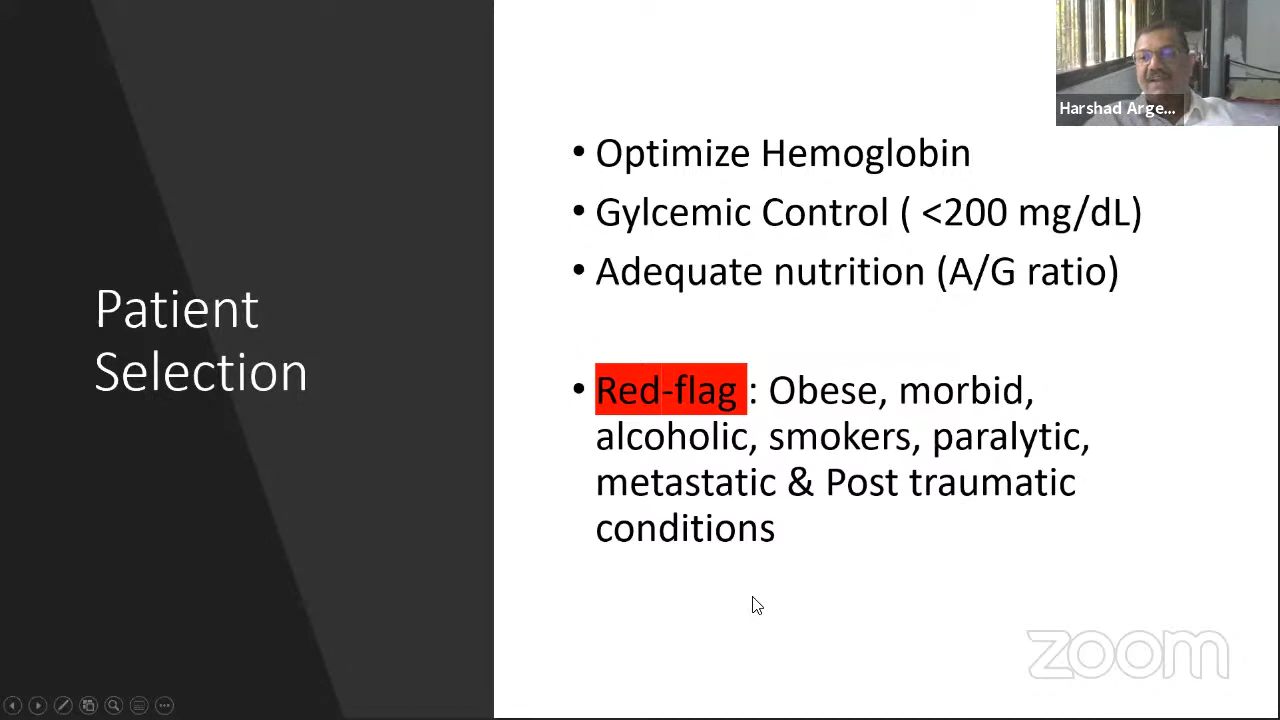 Harshad Arge...
Patient
Selection
• Optimize Hemoglobin
• Gylcemic Control ( <200 mg/dL)
• Adequate nutrition (A/G ratio)
• Red-flag : Obese, morbid,
alcoholic, smokers, paralytic,
metastatic & Post traumatic
conditions
zoom